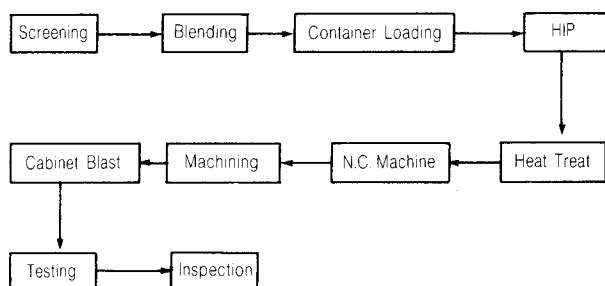 Screening
Blending
Container Loading
HIP
Heat Treat
N.C. Machine
Machining
Cabinet Blast
Testing
Inspection